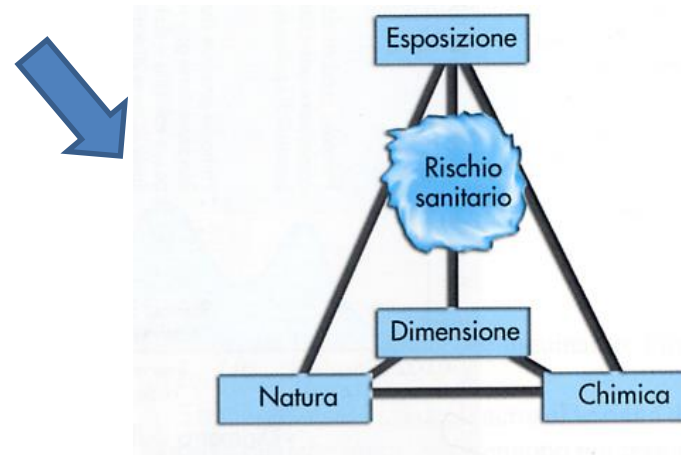 Esposizione
Rischio
sanitario
Dimensione
Natura
Chimica